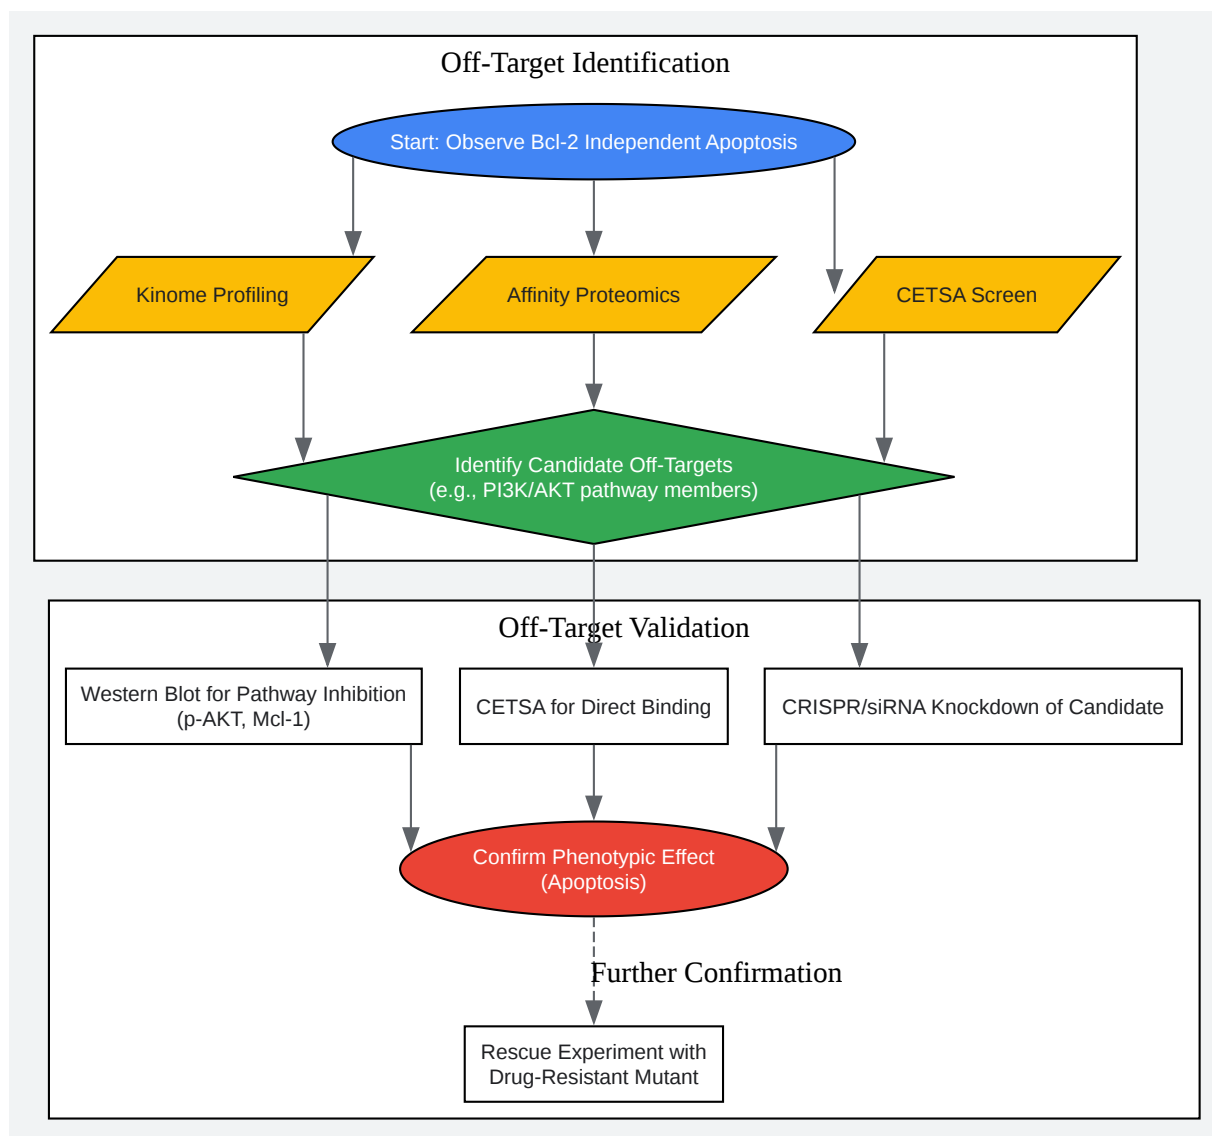 Off-Target Identification
Start: Observe Bcl-2 Independent Apoptosis
Kinome Profiling
Affinity Proteomics
CETSA Screen
Identify Candidate Off-Targets
(e.g., PI3K/AKT pathway members)
Off-Target Validation
Western Blot for Pathway Inhibition
(p-AKT, Mcl-1)
CETSA for Direct Binding
CRISPR/siRNA Knockdown of Candidate
Confirm Phenotypic Effect
(Apoptosis)
Further Confirmation
Rescue Experiment with
Drug-Resistant Mutant